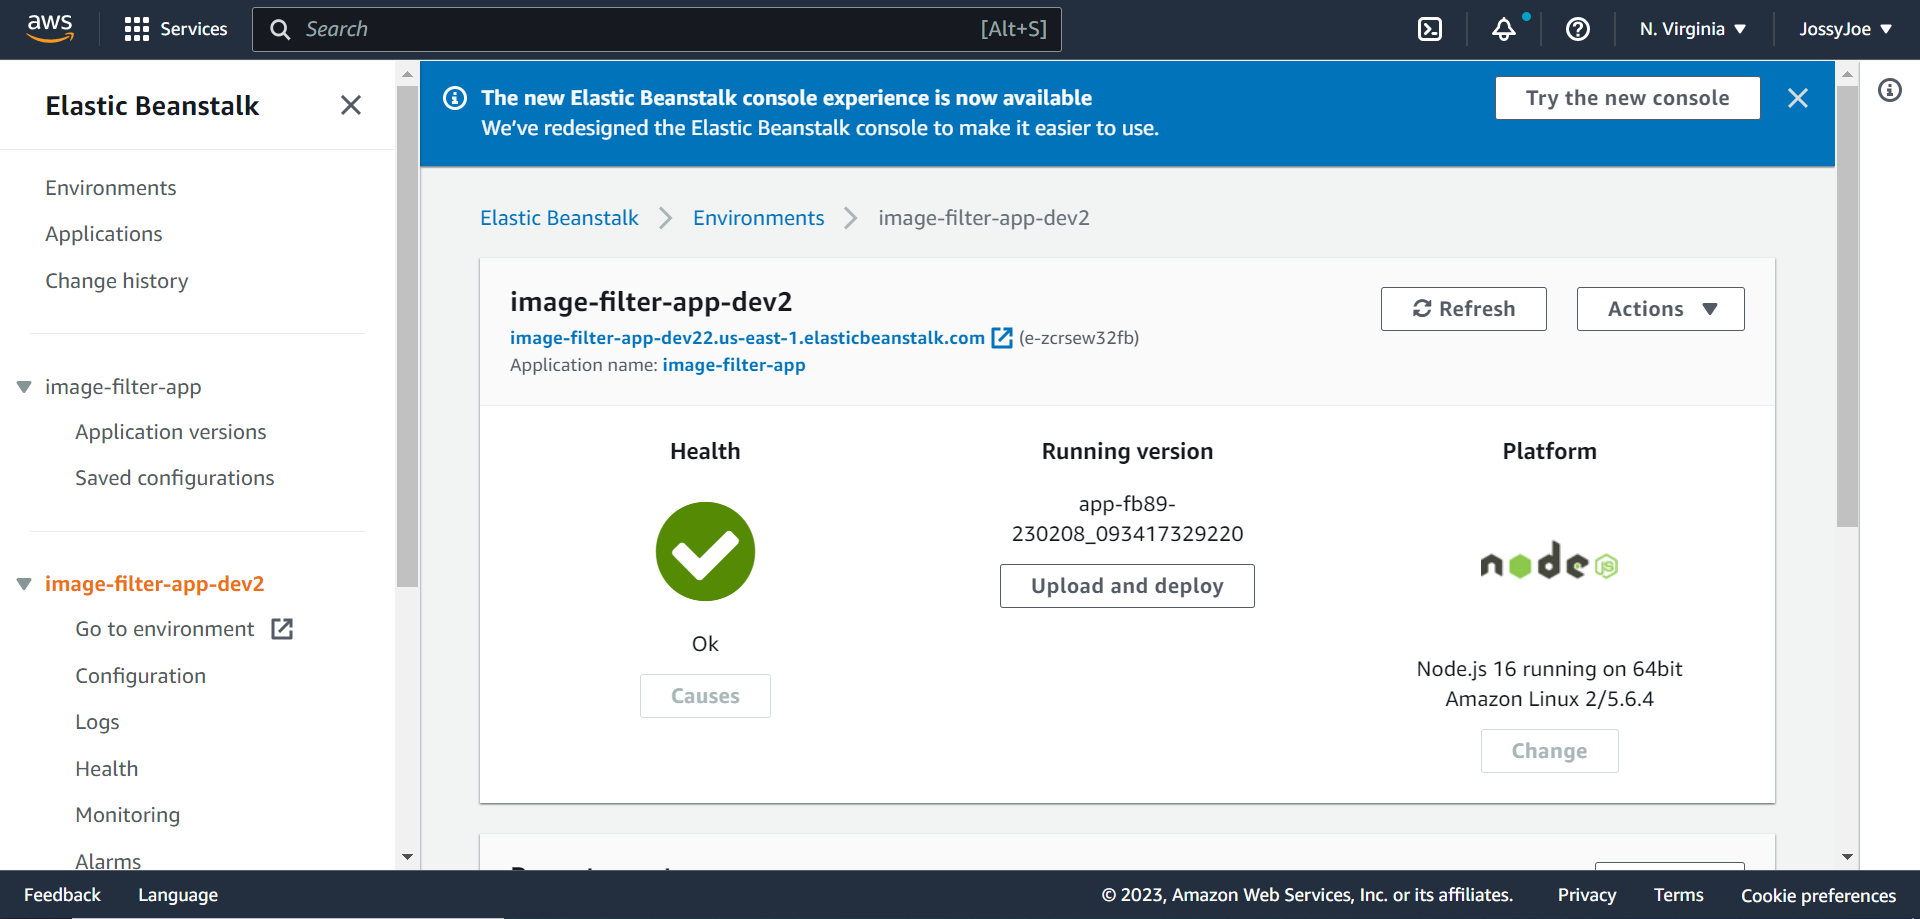 aws
Services
Search
[Alt+S]
N. Virginia
JossyJoe
Elastic Beanstalk
Environments
Applications
Change history
image-filter-app
Application versions
Saved configurations
image-filter-app-dev2
Go to environment
Configuration
Logs
Health
Monitoring
Alarms
The new Elastic Beanstalk console experience is now available
We've redesigned the Elastic Beanstalk console to make it easier to use.
Try the new console
Elastic Beanstalk
Environments
image-filter-app-dev2
image-filter-app-dev2
image-filter-app-dev22.us-east-1.elasticbeanstalk.com (e-zcrsew32fb)
Application name: image-filter-app
Refresh
Actions
Health
Ok
Causes
Running version
app-fb89-
230208_093417329220
Upload and deploy
Platform
node
JS
Node.js 16 running on 64bit
Amazon Linux 2/5.6.4
Change
Feedback
Language
© 2023, Amazon Web Services, Inc. or its affiliates.
Privacy
Terms
Cookie preferences